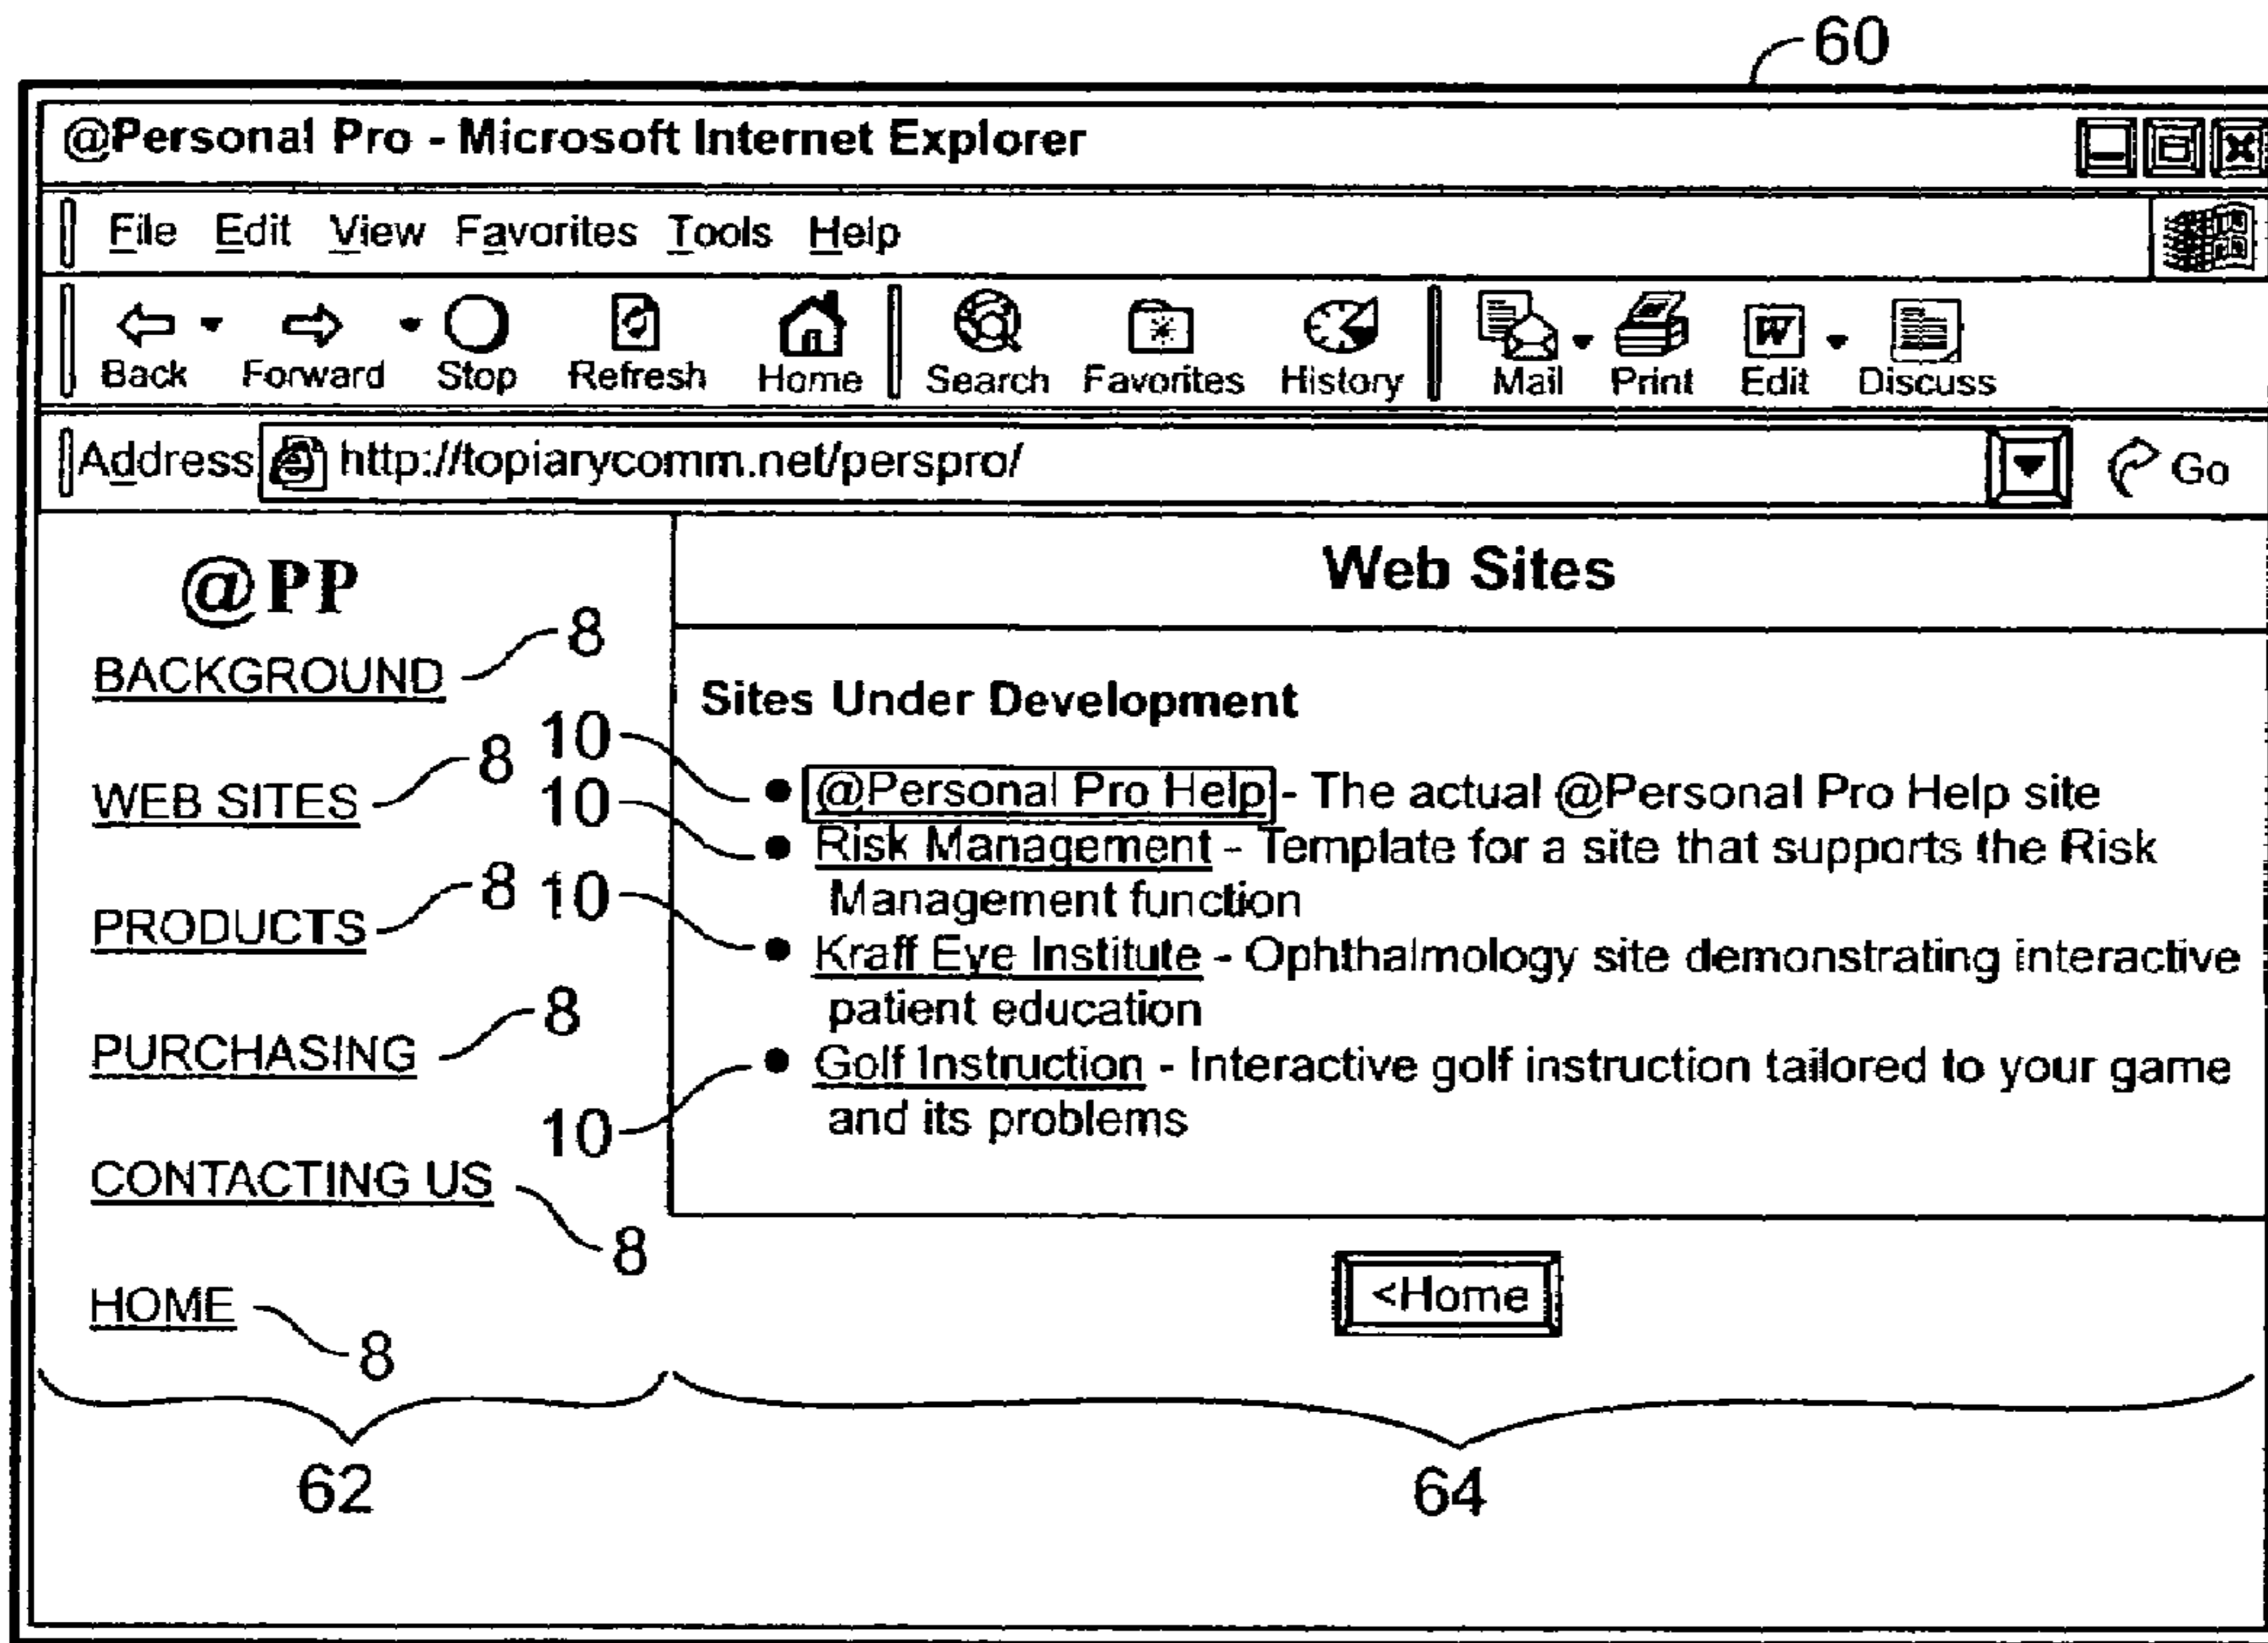 60
@Personal Pro - Microsoft Internet Explorer
File Edit View Favorites Tools Help
Back Forward Stop Refresh Home Search Favorites History Mail Print Edit Discuss
Address http://topiarycomm.net/perspro/ Go
@PP
BACKGROUND 8
WEB SITES 8
PRODUCTS 8
PURCHASING 8
CONTACTING US 8
HOME 8
62
Web Sites
Sites Under Development
10 • @Personal Pro Help - The actual @Personal Pro Help site
10 • Risk Management - Template for a site that supports the Risk
Management function
10 • Kraff Eye Institute - Ophthalmology site demonstrating interactive
patient education
10 • Golf Instruction - Interactive golf instruction tailored to your game
and its problems
<Home
64